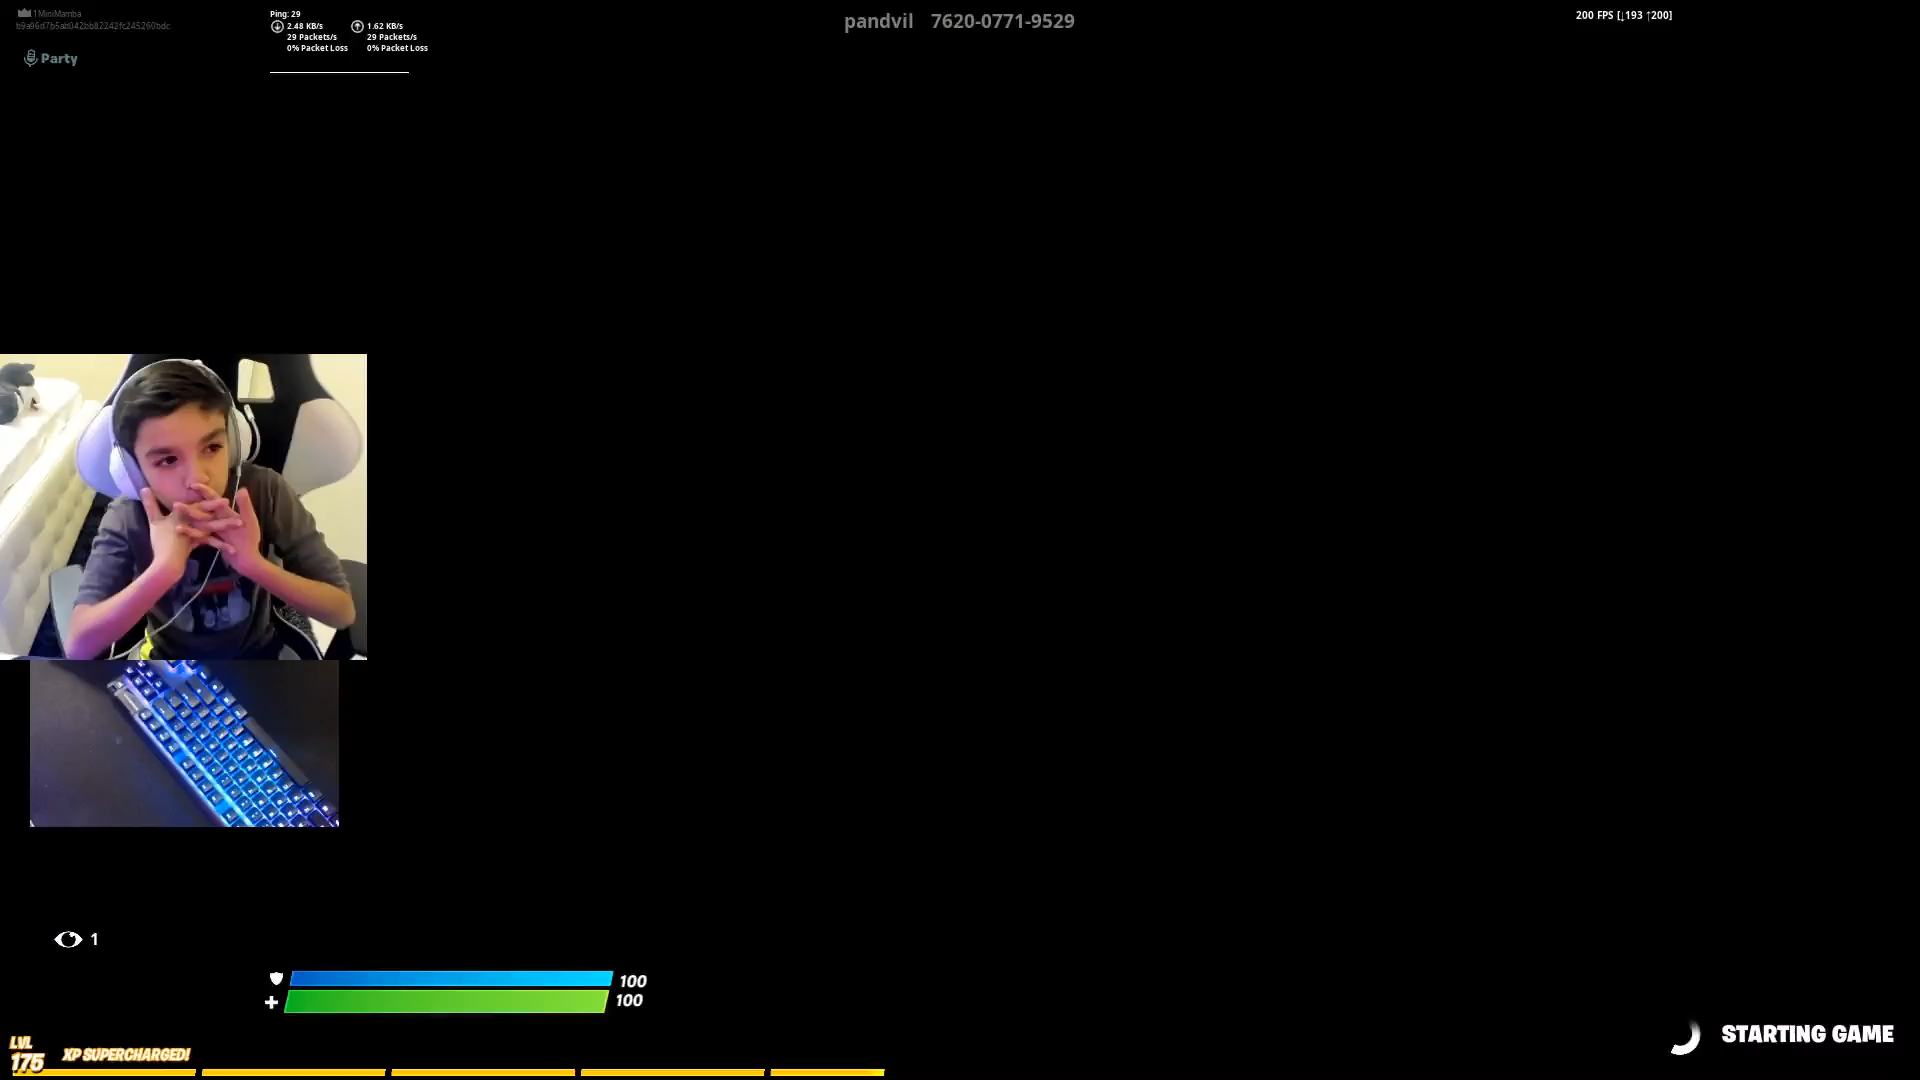 1MiniMamba
Ping: 29
2.48 KB/s 1.62 KB/s
29 Packets/s 29 Packets/s
0% Packet Loss 0% Packet Loss
pandvil 7620-0771-9529
200 FPS [↓193 ↑200]
Party
1
100
100
LVL
175
XP SUPERCHARGED!
STARTING GAME